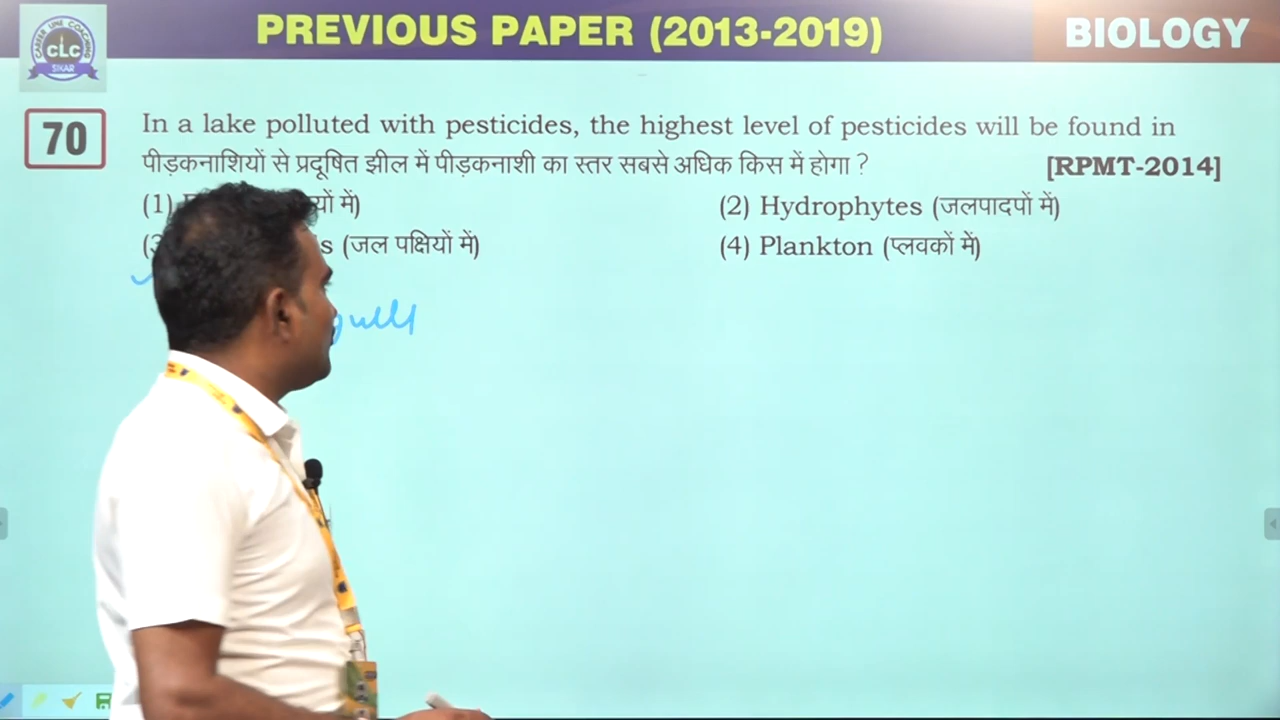 PREVIOUS PAPER (2013-2019)
BIOLOGY
CAREER LINE COACHING
CLC
SIKAR
70
In a lake polluted with pesticides, the highest level of pesticides will be found in
पीड़कनाशियों से प्रदूषित झील में पीड़कनाशी का स्तर सबसे अधिक किस में होगा ?
[RPMT-2014]
(1) में)
(2) Hydrophytes (जलपादपों में)
(जल पक्षियों में)
(4) Plankton (प्लवकों में)